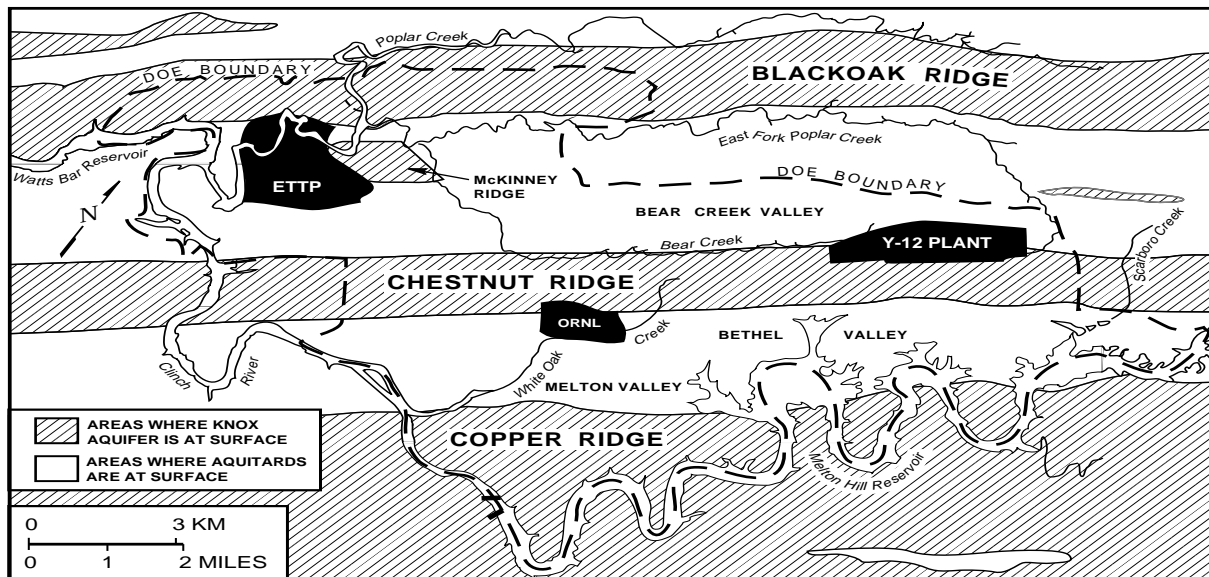 Poplar Creek
DOE BOUNDARY
BLACKOAK RIDGE
Watts Bar Reservoir
East Fork Poplar Creek
ETTP
McKINNEY
RIDGE
DOE BOUNDARY
N
BEAR CREEK VALLEY
Bear Creek
Y-12 PLANT
Scarboro Creek
CHESTNUT RIDGE
ORNL
Creek
BETHEL VALLEY
Clinch
River
White Oak
MELTON VALLEY
COPPER RIDGE
Melton Hill Reservoir
AREAS WHERE KNOX
AQUIFER IS AT SURFACE
AREAS WHERE AQUITARDS
ARE AT SURFACE
0 3 KM
0 1 2 MILES